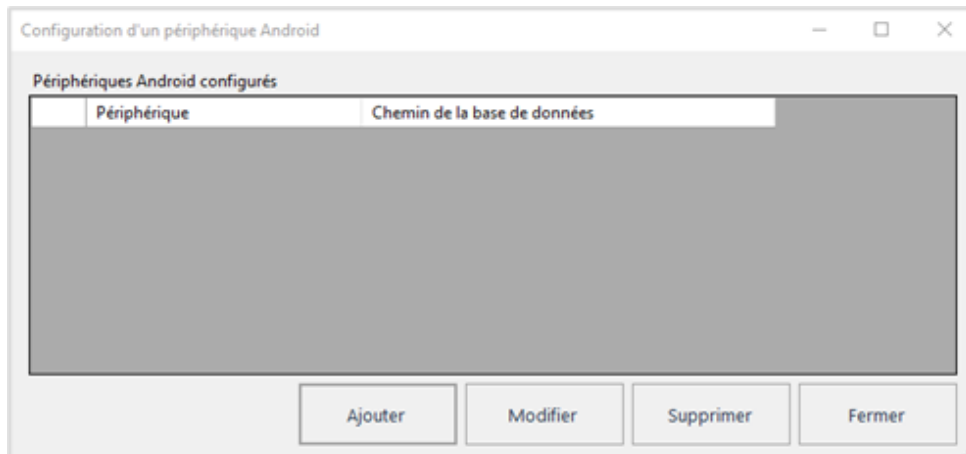 Configuration d'un périphérique Android
Périphériques Android configurés
Périphérique Chemin de la base de données
Ajouter Modifier Supprimer Fermer